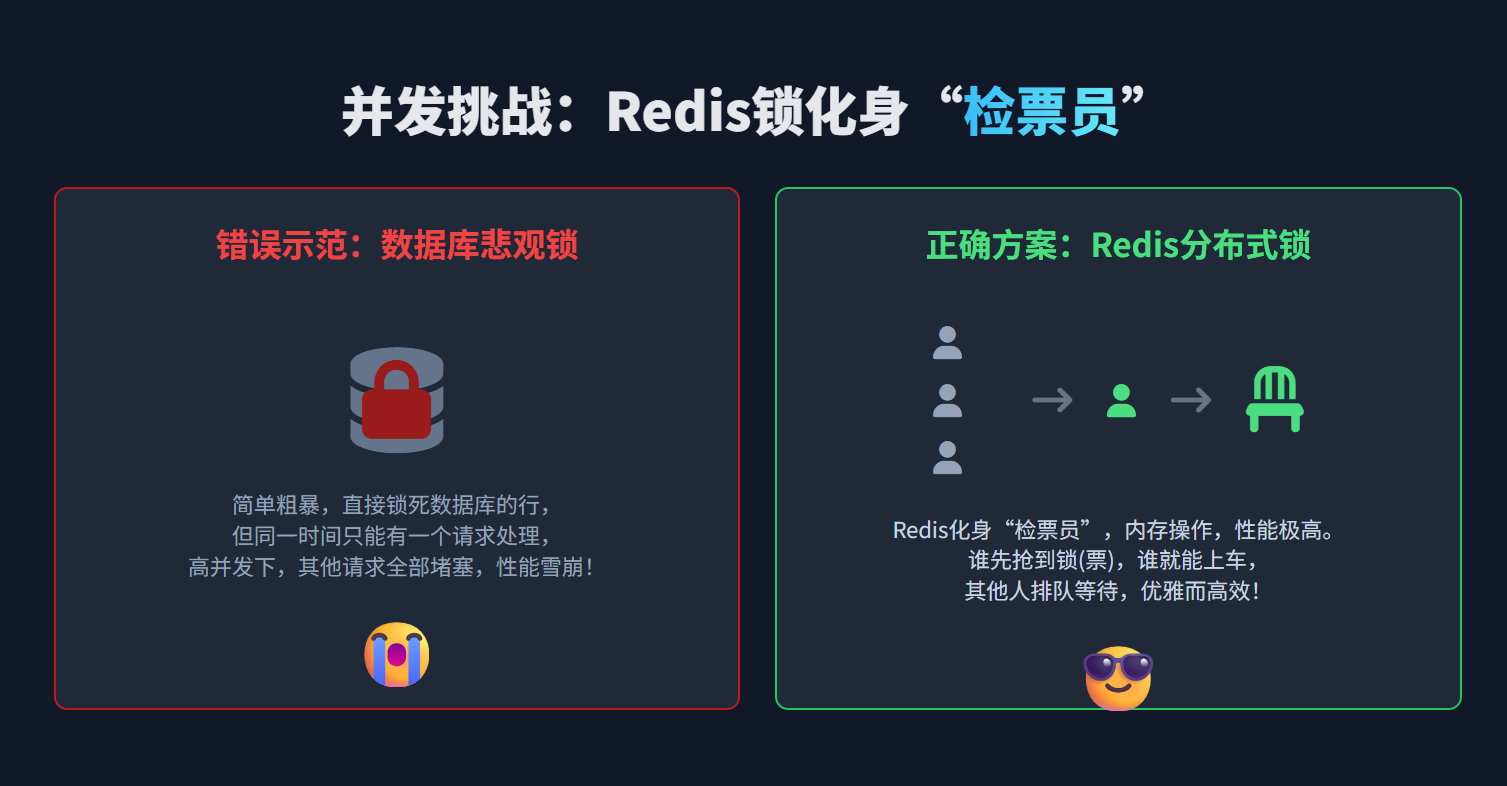 并发挑战：Redis锁化身“检票员”
错误示范：数据库悲观锁
简单粗暴，直接锁死数据库的行，
但同一时间只能有一个请求处理，
高并发下，其他请求全部堵塞，性能雪崩！
正确方案：Redis分布式锁
Redis化身“检票员”，内存操作，性能极高。
谁先抢到锁(票)，谁就能上车，
其他人排队等待，优雅而高效！